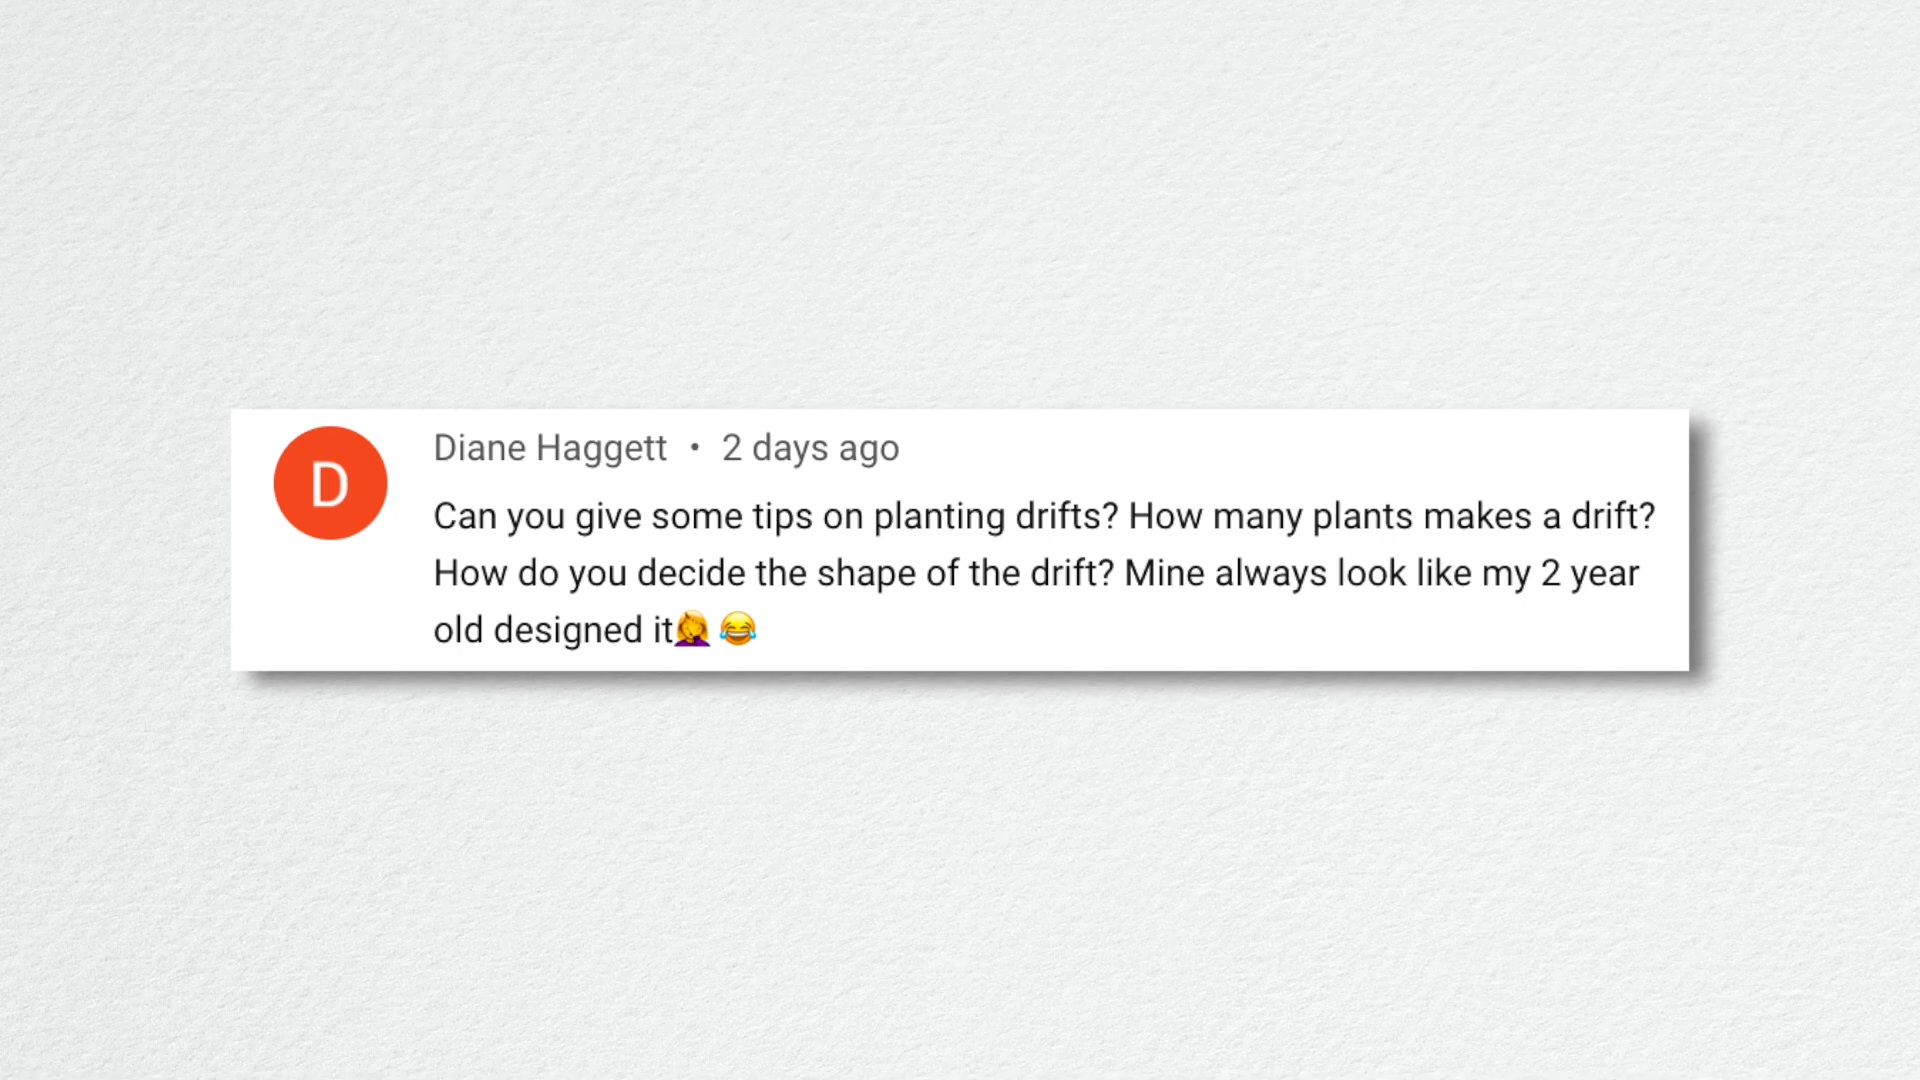 D
Diane Haggett • 2 days ago
Can you give some tips on planting drifts? How many plants makes a drift?
How do you decide the shape of the drift? Mine always look like my 2 year
old designed it🤦‍♀️ 😂